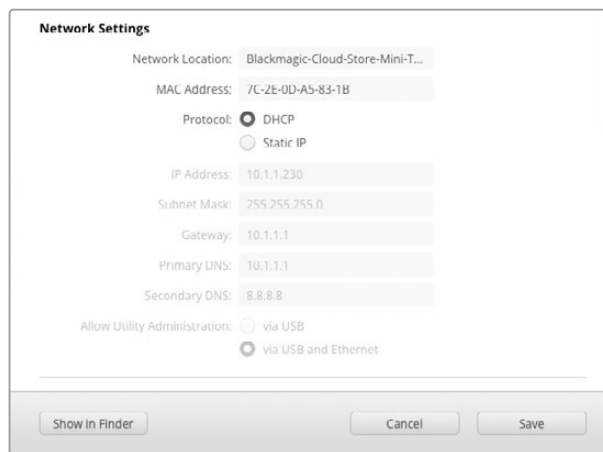 Network Settings
Network Location: Blackmagic-Cloud-Store-Mini-T...
MAC Address: 7C-2E-0D-A5-83-1B
Protocol: DHCP
Static IP
IP Address: 10.1.1.230
Subnet Mask: 255.255.255.0
Gateway: 10.1.1.1
Primary DNS: 10.1.1.1
Secondary DNS: 8.8.8.8
Allow Utility Administration: via USB
via USB and Ethernet
Show in Finder Cancel Save